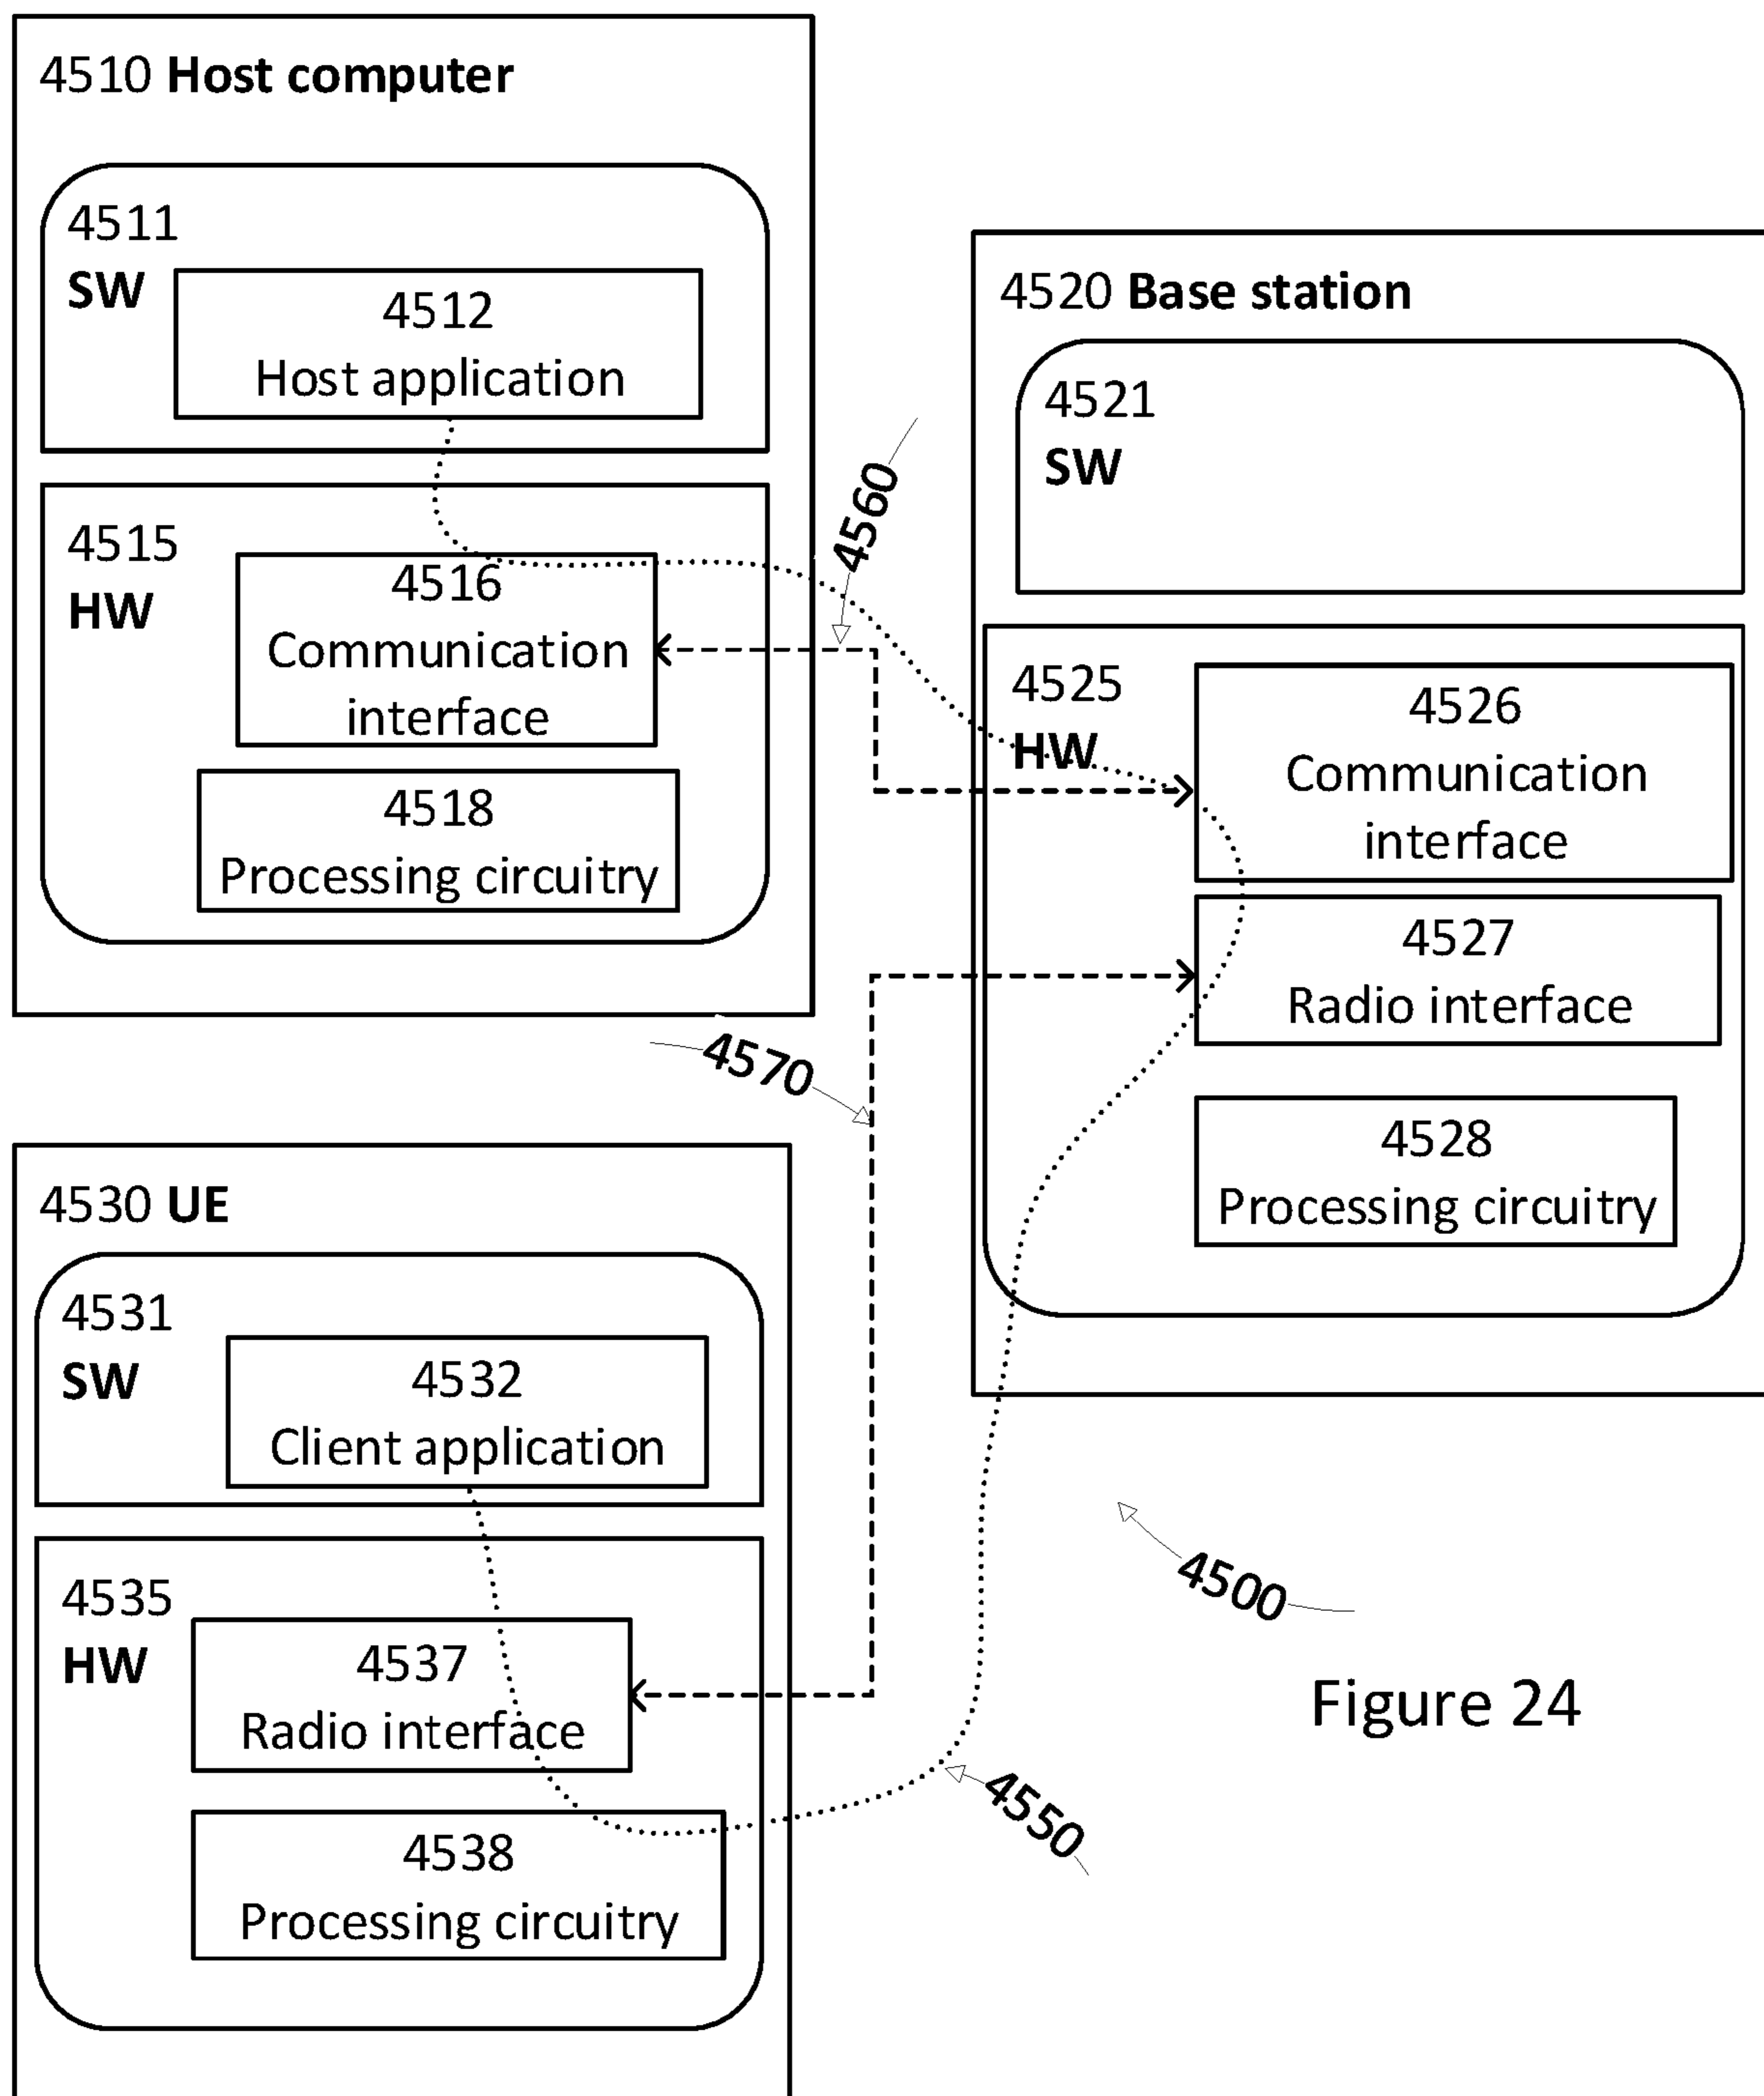 4510 Host computer
4511
SW
4512
Host application
4515
HW
4516
Communication
interface
4518
Processing circuitry
4560
4520 Base station
4521
SW
4525
HW
4526
Communication
interface
4527
Radio interface
4528
Processing circuitry
4570
4530 UE
4531
SW
4532
Client application
4535
HW
4537
Radio interface
4538
Processing circuitry
4500
4550
Figure 24